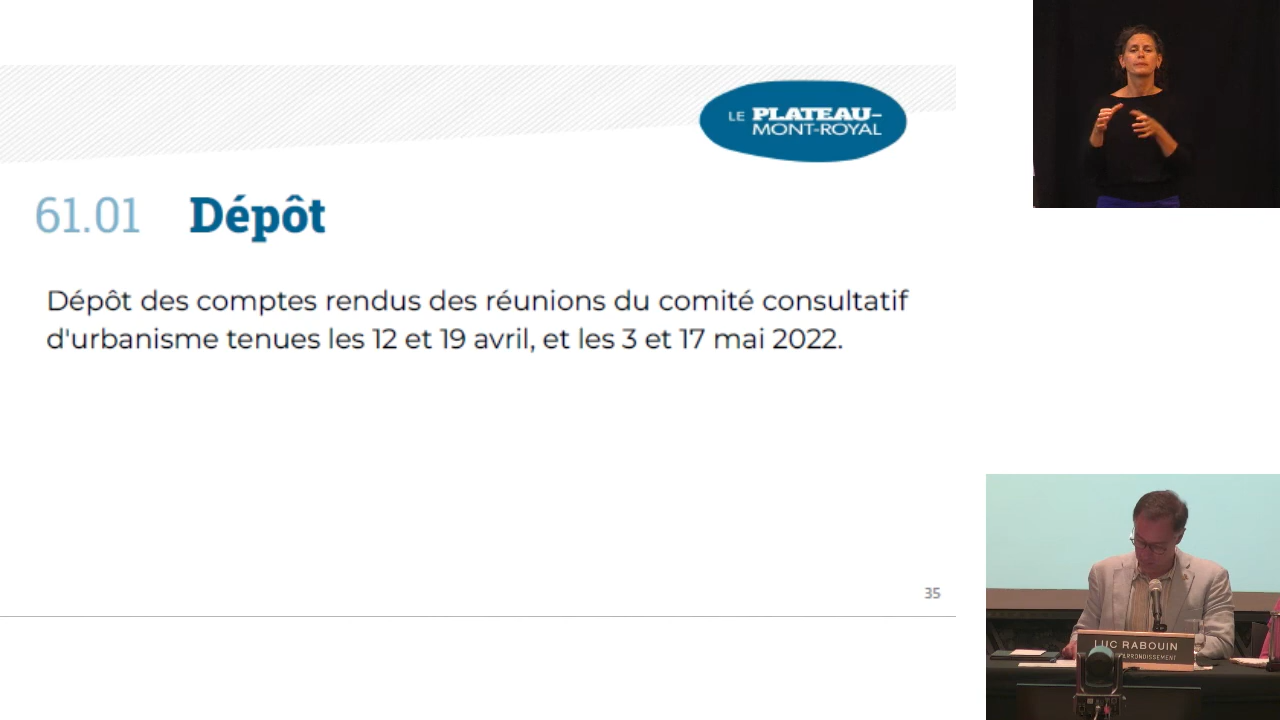 LE PLATEAU-
MONT-ROYAL
61.01 Dépôt
Dépôt des comptes rendus des réunions du comité consultatif
d'urbanisme tenues les 12 et 19 avril, et les 3 et 17 mai 2022.
35
LUC RABOUIN